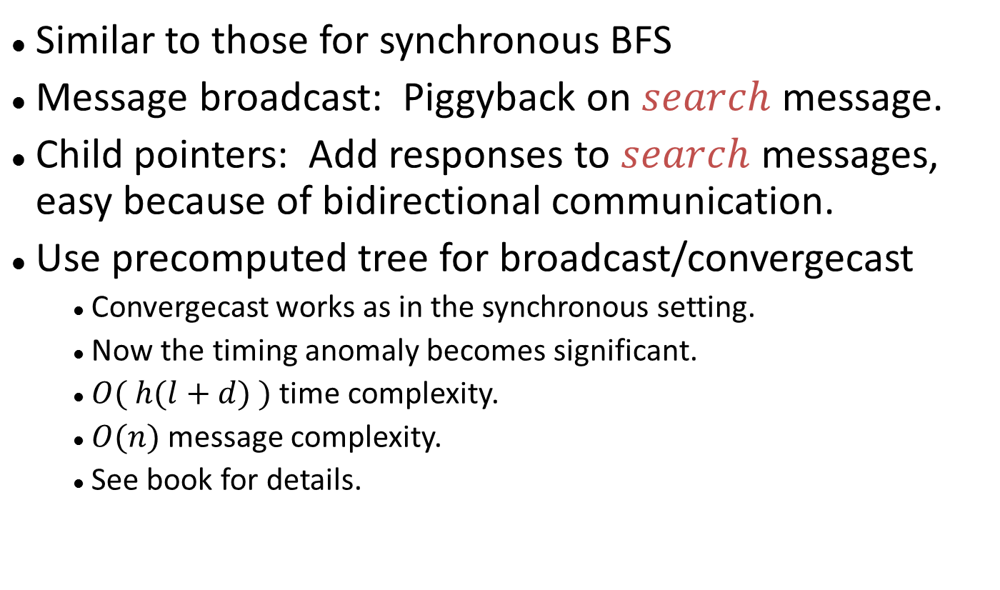 • Similar to those for synchronous BFS
• Message broadcast: Piggyback on search message.
• Child pointers: Add responses to search messages,
easy because of bidirectional communication.
• Use precomputed tree for broadcast/convergecast
• Convergecast works as in the synchronous setting.
• Now the timing anomaly becomes significant.
• O( h(l + d) ) time complexity.
• O(n) message complexity.
• See book for details.